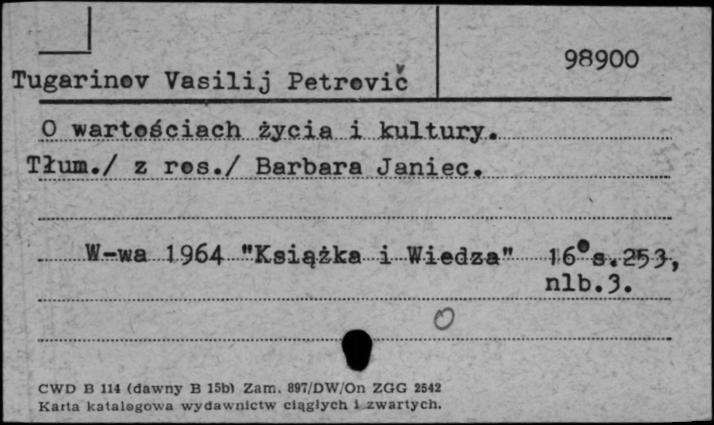 98900
Tugarinov Vasilij Petrovič
O wartościach życia i kultury.
Tłum./ z ros./ Barbara Janiec.
W-wa 1964 "Książka i Wiedza" 16° s.253,
nlb.3.
O
CWD B 114 (dawny B 15b) Zam. 897/DW/On ZGG 2542
Karta katalogowa wydawnictw ciągłych i zwartych.